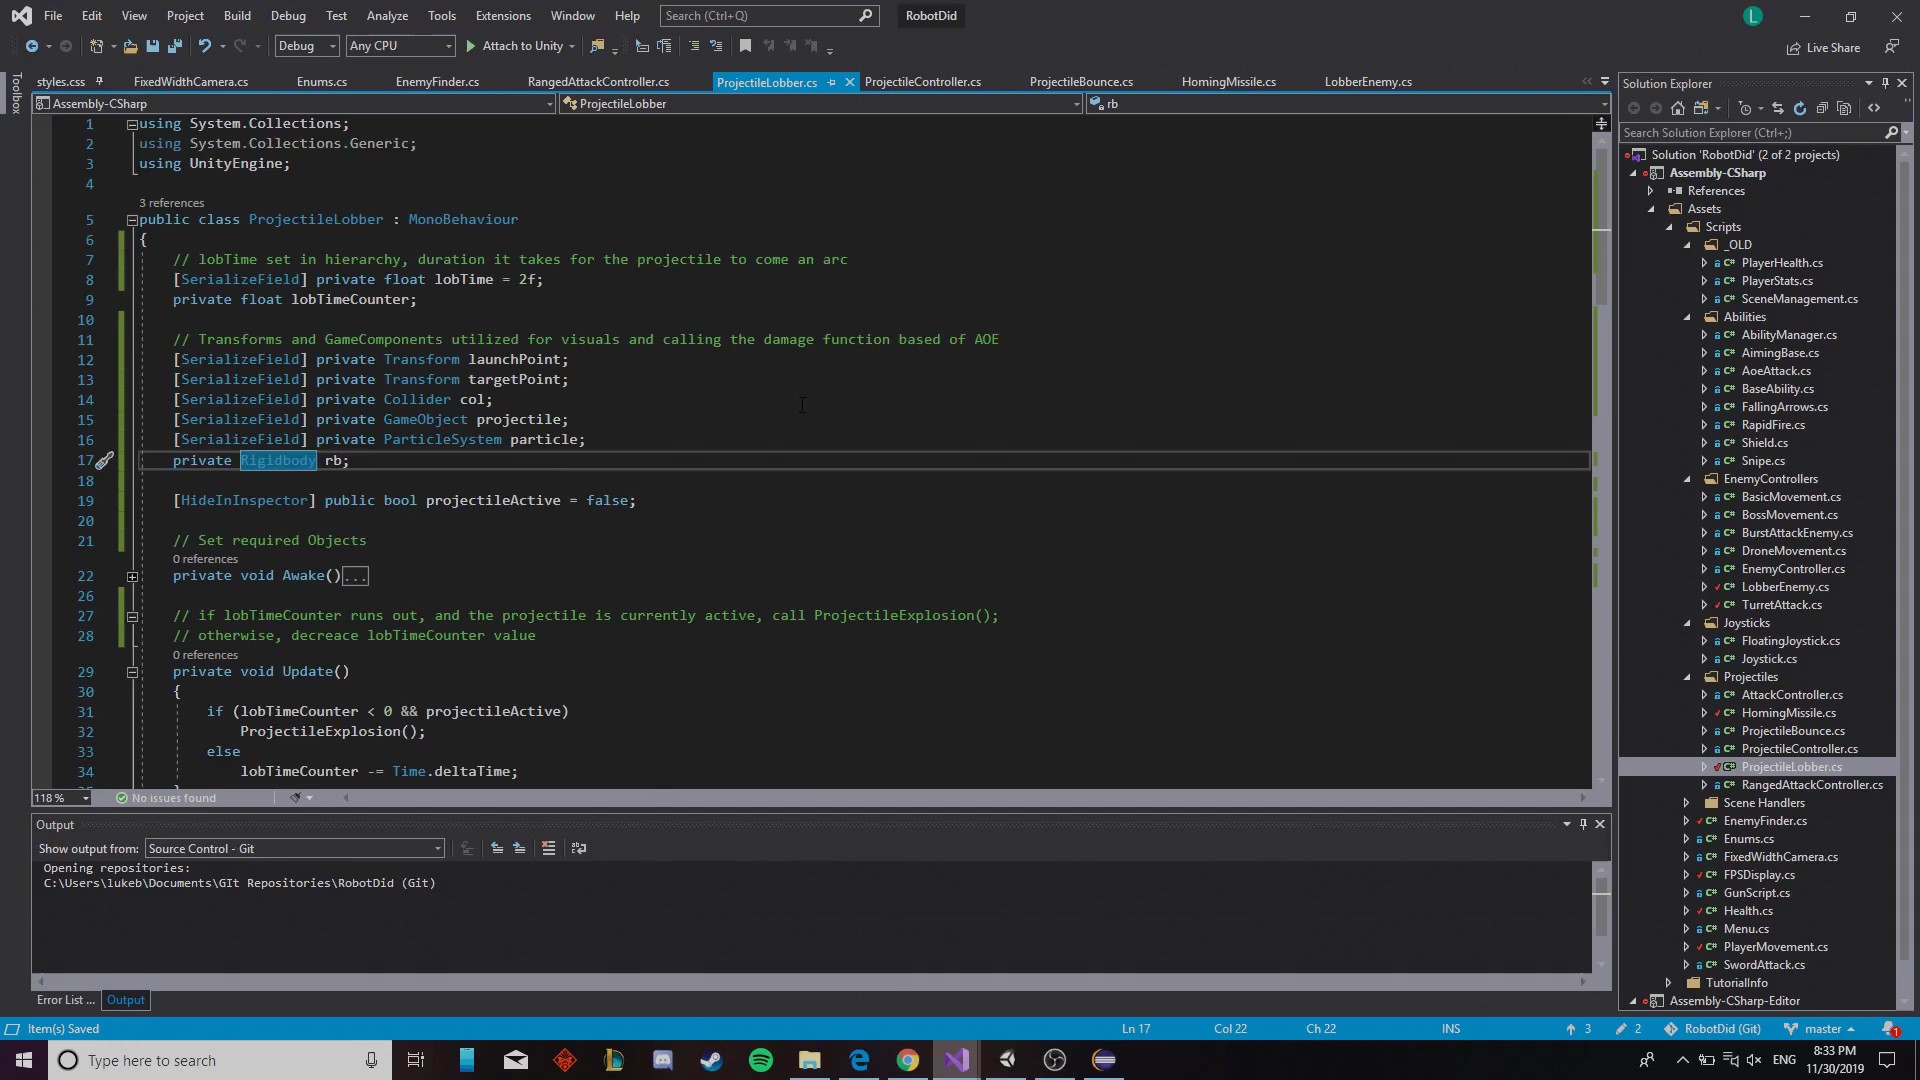 File Edit View Project Build Debug Test Analyze Tools Extensions Window Help Search (Ctrl+Q) RobotDid L
Debug Any CPU Attach to Unity Live Share
styles.css FixedWidthCamera.cs Enums.cs EnemyFinder.cs RangedAttackController.cs ProjectileLobber.cs ProjectileController.cs ProjectileBounce.cs HomingMissile.cs LobberEnemy.cs
Toolbox
Assembly-CSharp ProjectileLobber rb
1 using System.Collections;
2 using System.Collections.Generic;
3 using UnityEngine;
4
3 references
5 public class ProjectileLobber : MonoBehaviour
6 {
7 // lobTime set in hierarchy, duration it takes for the projectile to come an arc
8 [SerializeField] private float lobTime = 2f;
9 private float lobTimeCounter;
10
11 // Transforms and GameComponents utilized for visuals and calling the damage function based of AOE
12 [SerializeField] private Transform launchPoint;
13 [SerializeField] private Transform targetPoint;
14 [SerializeField] private Collider col;
15 [SerializeField] private GameObject projectile;
16 [SerializeField] private ParticleSystem particle;
17 private Rigidbody rb;
18
19 [HideInInspector] public bool projectileActive = false;
20
21 // Set required Objects
0 references
22 private void Awake()...
26
27 // if lobTimeCounter runs out, and the projectile is currently active, call ProjectileExplosion();
28 // otherwise, decreace lobTimeCounter value
0 references
29 private void Update()
30 {
31 if (lobTimeCounter < 0 && projectileActive)
32 ProjectileExplosion();
33 else
34 lobTimeCounter -= Time.deltaTime;
118 % No issues found
Output
Show output from: Source Control - Git
Opening repositories:
C:\Users\lukeb\Documents\GIt Repositories\RobotDid (Git)
Error List ... Output
Solution Explorer
Search Solution Explorer (Ctrl+;)
Solution 'RobotDid' (2 of 2 projects)
Assembly-CSharp
References
Assets
Scripts
_OLD
PlayerHealth.cs
PlayerStats.cs
SceneManagement.cs
Abilities
AbilityManager.cs
AimingBase.cs
AoeAttack.cs
BaseAbility.cs
FallingArrows.cs
RapidFire.cs
Shield.cs
Snipe.cs
EnemyControllers
BasicMovement.cs
BossMovement.cs
BurstAttackEnemy.cs
DroneMovement.cs
EnemyController.cs
LobberEnemy.cs
TurretAttack.cs
Joysticks
FloatingJoystick.cs
Joystick.cs
Projectiles
AttackController.cs
HomingMissile.cs
ProjectileBounce.cs
ProjectileController.cs
ProjectileLobber.cs
RangedAttackController.cs
Scene Handlers
EnemyFinder.cs
Enums.cs
FixedWidthCamera.cs
FPSDisplay.cs
GunScript.cs
Health.cs
Menu.cs
PlayerMovement.cs
SwordAttack.cs
TutorialInfo
Assembly-CSharp-Editor
Item(s) Saved Ln 17 Col 22 Ch 22 INS 3 2 RobotDid (Git) master 1
Type here to search ENG 8:33 PM
11/30/2019